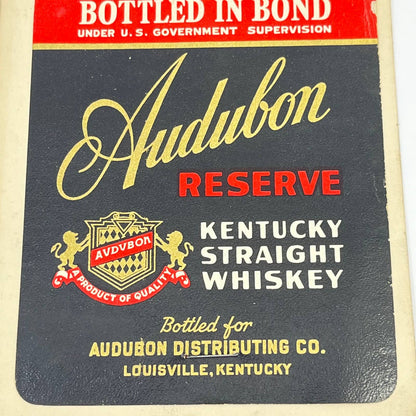 BOTTLED IN BOND
UNDER U.S. GOVERNMENT SUPERVISION
Audubon
RESERVE
KENTUCKY
STRAIGHT
WHISKEY
AUDVBON
A PRODUCT OF QUALITY
Bottled for
AUDUBON DISTRIBUTING CO.
LOUISVILLE, KENTUCKY